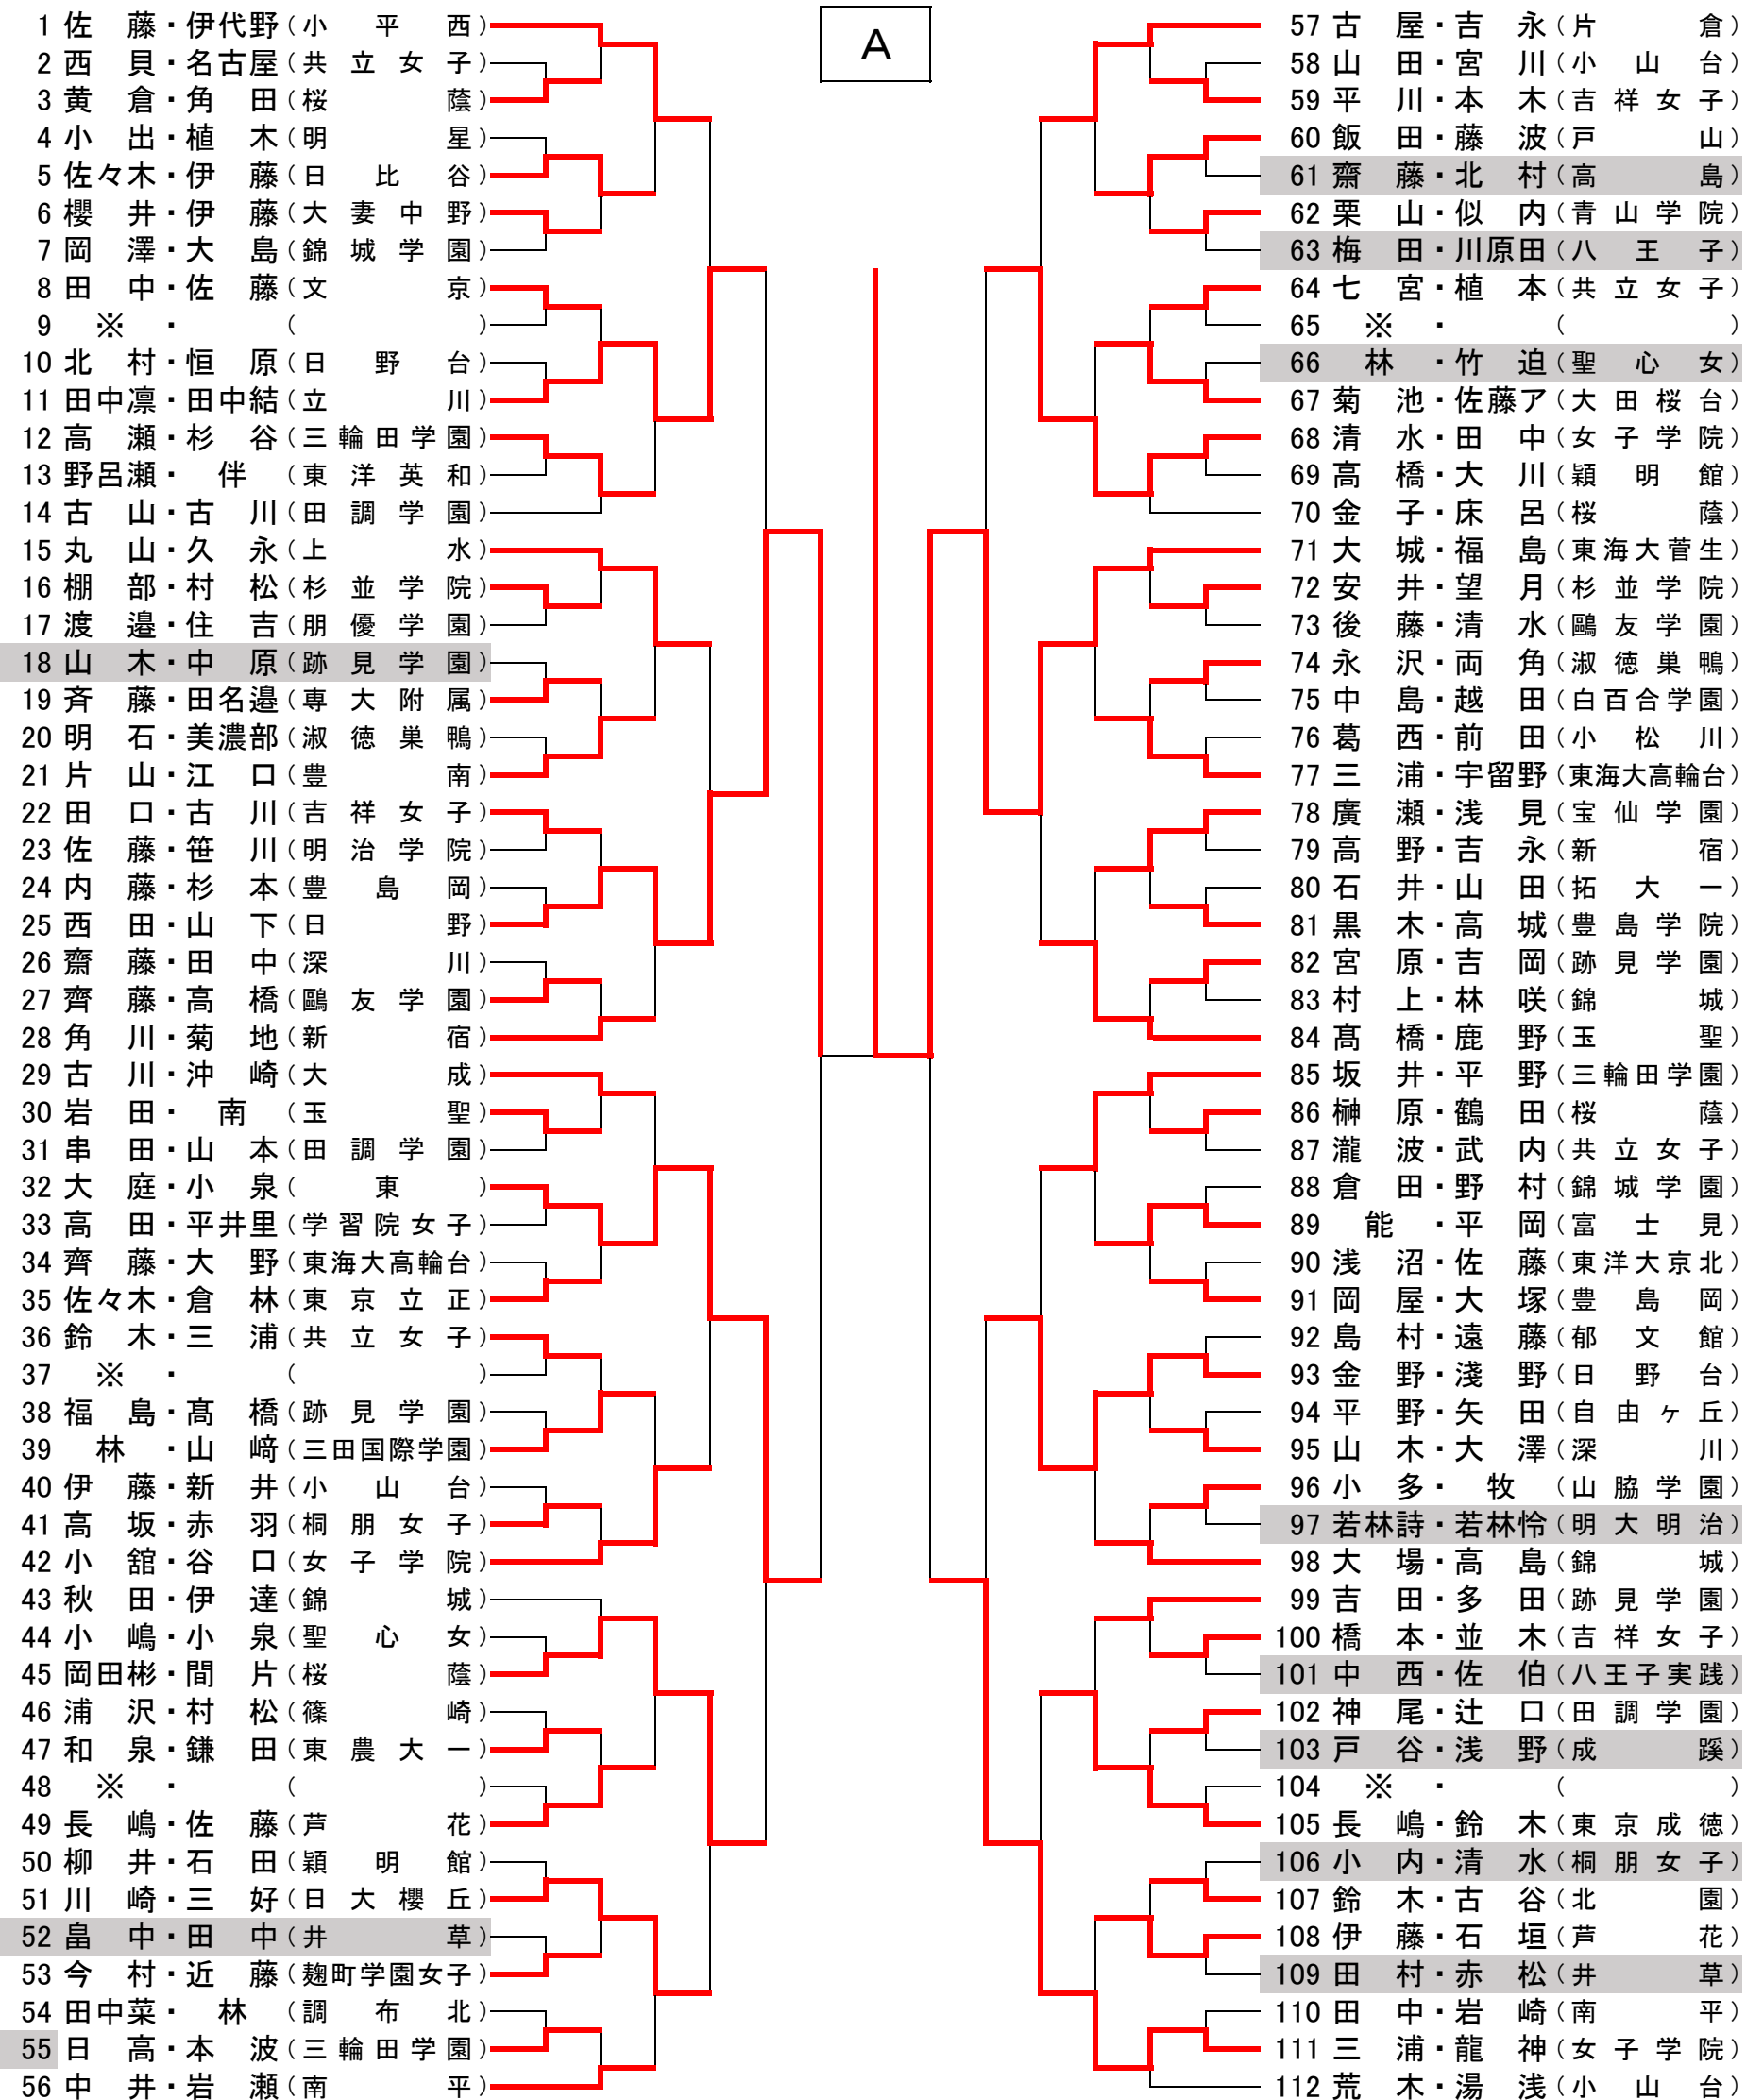 A
1 佐藤・伊代野(小平西)
2 西貝・名古屋(共立女子)
3 黄倉・角田(桜蔭)
4 小出・植木(明星)
5 佐々木・伊藤(日比谷)
6 櫻井・伊藤(大妻中野)
7 岡澤・大島(錦城学園)
8 田中・佐藤(文京)
9 ※・( )
10 北村・恒原(日野台)
11 田中凛・田中結(立川)
12 高瀬・杉谷(三輪田学園)
13 野呂瀬・伴(東洋英和)
14 古山・古川(田調学園)
15 丸山・久永(上水)
16 棚部・村松(杉並学院)
17 渡邉・住吉(朋優学園)
18 山木・中原(跡見学園)
19 斉藤・田名邉(専大附属)
20 明石・美濃部(淑徳巣鴨)
21 片山・江口(豊南)
22 田口・古川(吉祥女子)
23 佐藤・笹川(明治学院)
24 内藤・杉本(豊島岡)
25 西田・山下(日野)
26 齋藤・田中(深川)
27 齊藤・高橋(鷗友学園)
28 角川・菊地(新宿)
29 古川・沖崎(大成)
30 岩田・南(玉聖)
31 串田・山本(田調学園)
32 大庭・小泉(東)
33 高田・平井里(学習院女子)
34 齊藤・大野(東海大高輪台)
35 佐々木・倉林(東京立正)
36 鈴木・三浦(共立女子)
37 ※・( )
38 福島・髙橋(跡見学園)
39 林・山﨑(三田国際学園)
40 伊藤・新井(小山台)
41 高坂・赤羽(桐朋女子)
42 小舘・谷口(女子学院)
43 秋田・伊達(錦城)
44 小嶋・小泉(聖心女)
45 岡田彬・間片(桜蔭)
46 浦沢・村松(篠崎)
47 和泉・鎌田(東農大一)
48 ※・( )
49 長嶋・佐藤(芦花)
50 柳井・石田(穎明館)
51 川崎・三好(日大櫻丘)
52 畠中・田中(井草)
53 今村・近藤(麹町学園女子)
54 田中菜・林(調布北)
55 日高・本波(三輪田学園)
56 中井・岩瀬(南平)
57 古屋・吉永(片倉)
58 山田・宮川(小山台)
59 平川・本木(吉祥女子)
60 飯田・藤波(戸山)
61 齋藤・北村(高島)
62 栗山・似内(青山学院)
63 梅田・川原田(八王子)
64 七宮・植本(共立女子)
65 ※・( )
66 林・竹迫(聖心女)
67 菊池・佐藤ア(大田桜台)
68 清水・田中(女子学院)
69 高橋・大川(穎明館)
70 金子・床呂(桜蔭)
71 大城・福島(東海大菅生)
72 安井・望月(杉並学院)
73 後藤・清水(鷗友学園)
74 永沢・両角(淑徳巣鴨)
75 中島・越田(白百合学園)
76 葛西・前田(小松川)
77 三浦・宇留野(東海大高輪台)
78 廣瀬・浅見(宝仙学園)
79 高野・吉永(新宿)
80 石井・山田(拓大一)
81 黒木・高城(豊島学院)
82 宮原・吉岡(跡見学園)
83 村上・林咲(錦城)
84 髙橋・鹿野(玉聖)
85 坂井・平野(三輪田学園)
86 榊原・鶴田(桜蔭)
87 瀧波・武内(共立女子)
88 倉田・野村(錦城学園)
89 能・平岡(富士見)
90 浅沼・佐藤(東洋大京北)
91 岡屋・大塚(豊島岡)
92 島村・遠藤(郁文館)
93 金野・淺野(日野台)
94 平野・矢田(自由ヶ丘)
95 山木・大澤(深川)
96 小多・牧(山脇学園)
97 若林詩・若林怜(明大明治)
98 大場・高島(錦城)
99 吉田・多田(跡見学園)
100 橋本・並木(吉祥女子)
101 中西・佐伯(八王子実践)
102 神尾・辻口(田調学園)
103 戸谷・浅野(成蹊)
104 ※・( )
105 長嶋・鈴木(東京成徳)
106 小内・清水(桐朋女子)
107 鈴木・古谷(北園)
108 伊藤・石垣(芦花)
109 田村・赤松(井草)
110 田中・岩崎(南平)
111 三浦・龍神(女子学院)
112 荒木・湯浅(小山台)